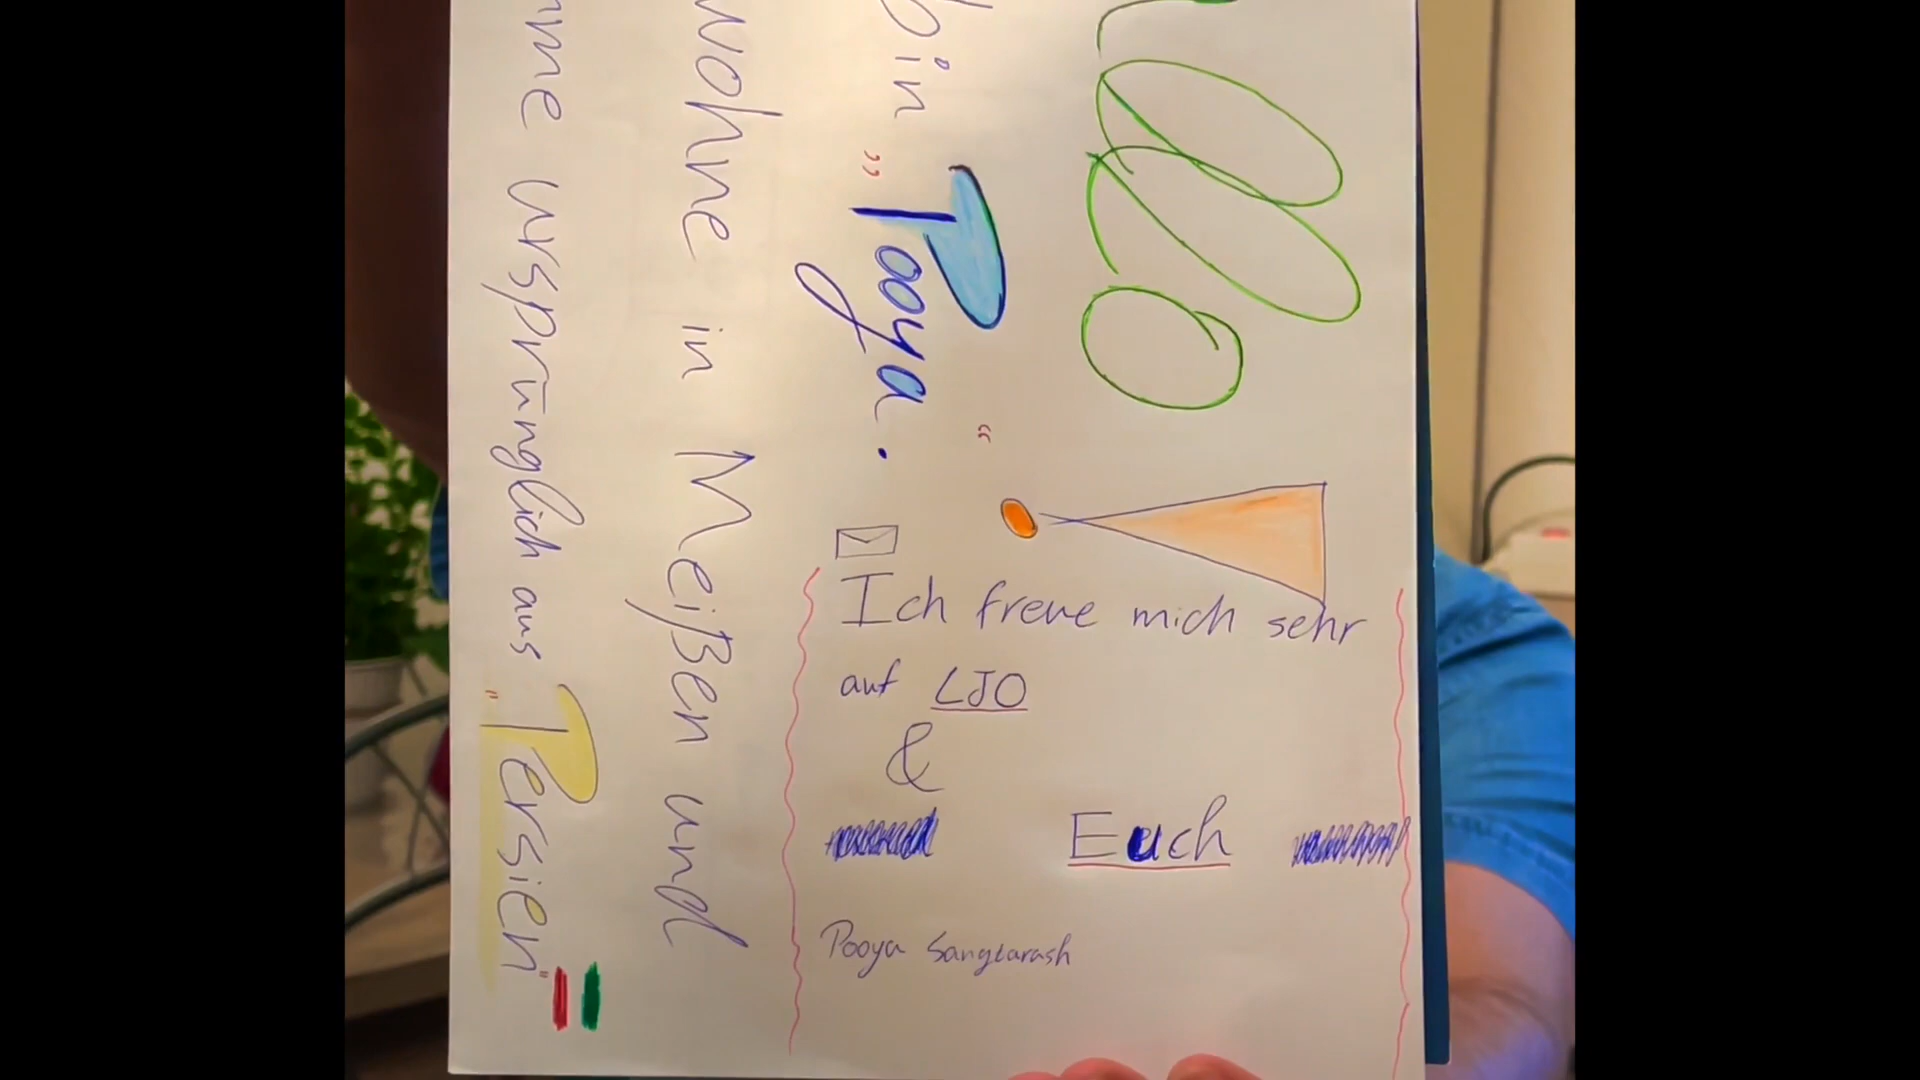 llo
bin „Pooya.“
wohne in Meißen und
me ursprünglich aus „Persien“
Ich freue mich sehr
auf LJO
&
Euch
Pooya Sangtarash